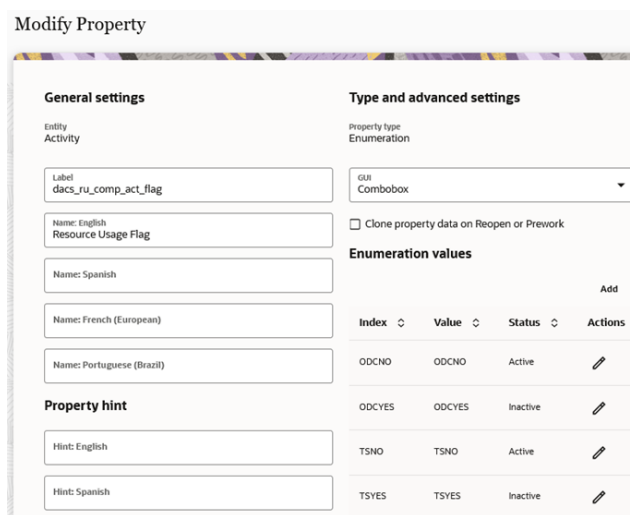 Modify Property
General settings
Entity
Activity
Label
dacs_ru_comp_act_flag
Name: English
Resource Usage Flag
Name: Spanish
Name: French (European)
Name: Portuguese (Brazil)
Property hint
Hint: English
Hint: Spanish
Type and advanced settings
Property type
Enumeration
GUI
Combobox
Clone property data on Reopen or Prework
Enumeration values
Add
Index Value Status Actions
ODCNO ODCNO Active
ODCYES ODCYES Inactive
TSNO TSNO Active
TSYES TSYES Inactive